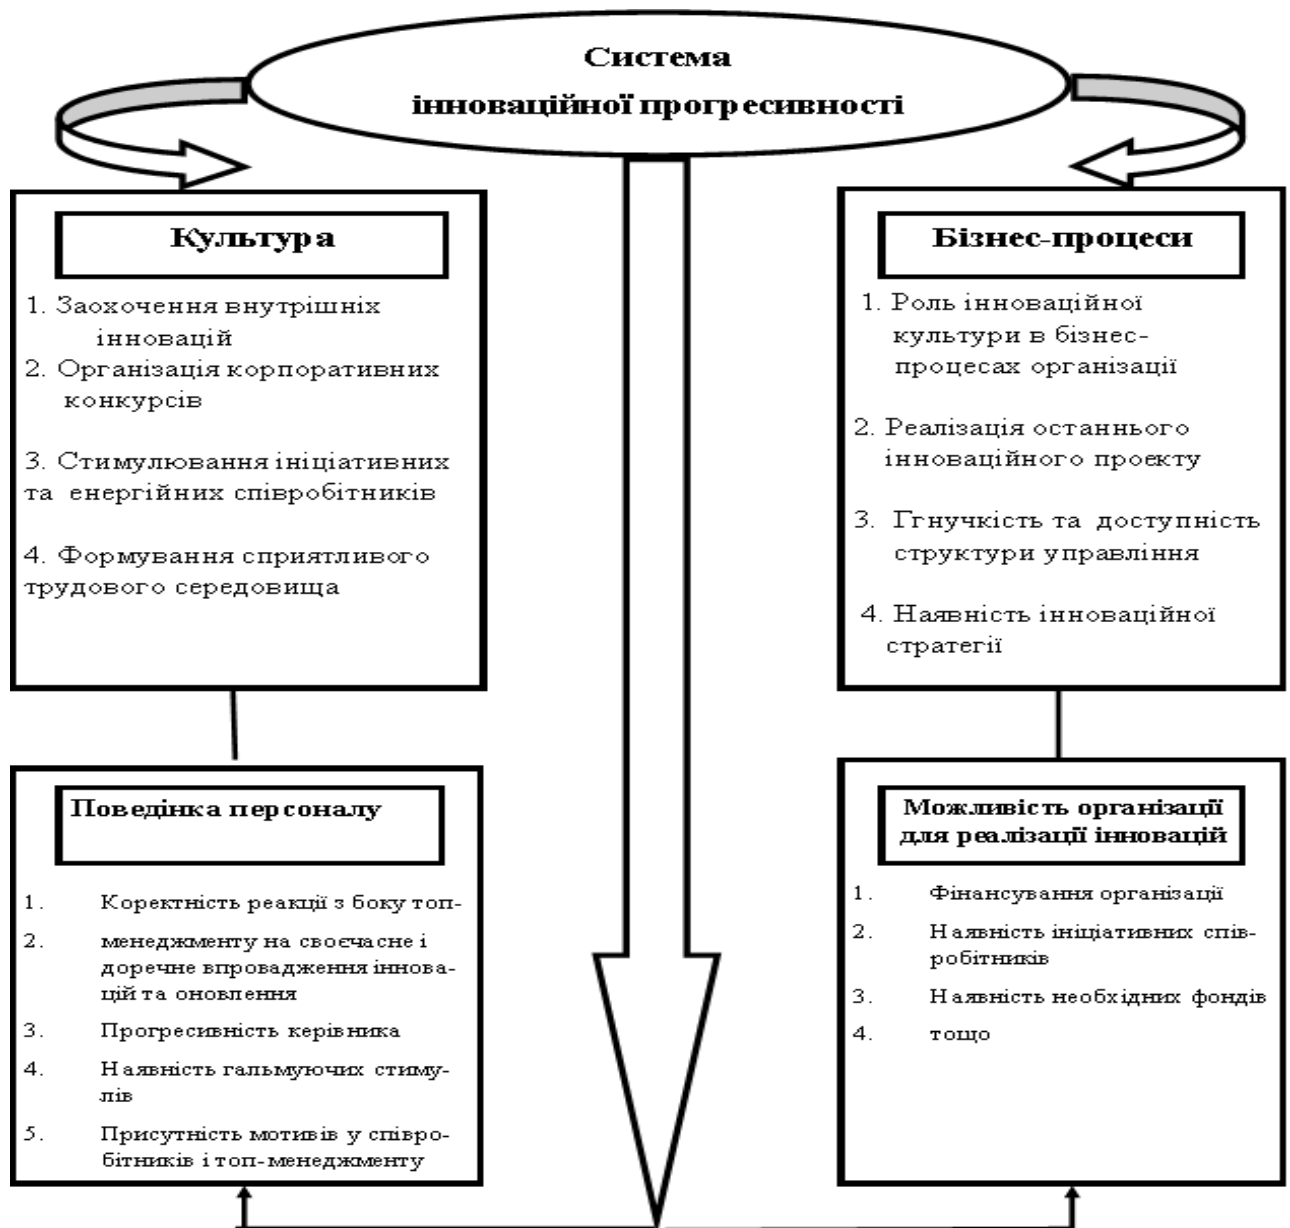 Система
інноваційної прогресивності
Культура
1. Заохочення внутрішніх
інновацій
2. Організація корпоративних
конкурсів
3. Стимулювання ініціативних
та енергійних співробітників
4. Формування сприятливого
трудового середовища
Бізнес-процеси
1. Роль інноваційної
культури в бізнес-
процесах організації
2. Реалізація останнього
інноваційного проекту
3. Ггнучкість та доступність
структури управління
4. Наявність інноваційної
стратегії
Поведінка персоналу
1. Коректність реакції з боку топ-
2. менеджменту на своєчасне і
доречне впровадження іннова-
цій та оновлення
3. Прогресивність керівника
4. Наявність гальмуючих стиму-
лів
5. Присутність мотивів у співро-
бітників і топ-менеджменту
Можливість організації
для реалізації інновацій
1. Фінансування організації
2. Наявність ініціативних спів-
робітників
3. Наявність необхідних фондів
4. тощо